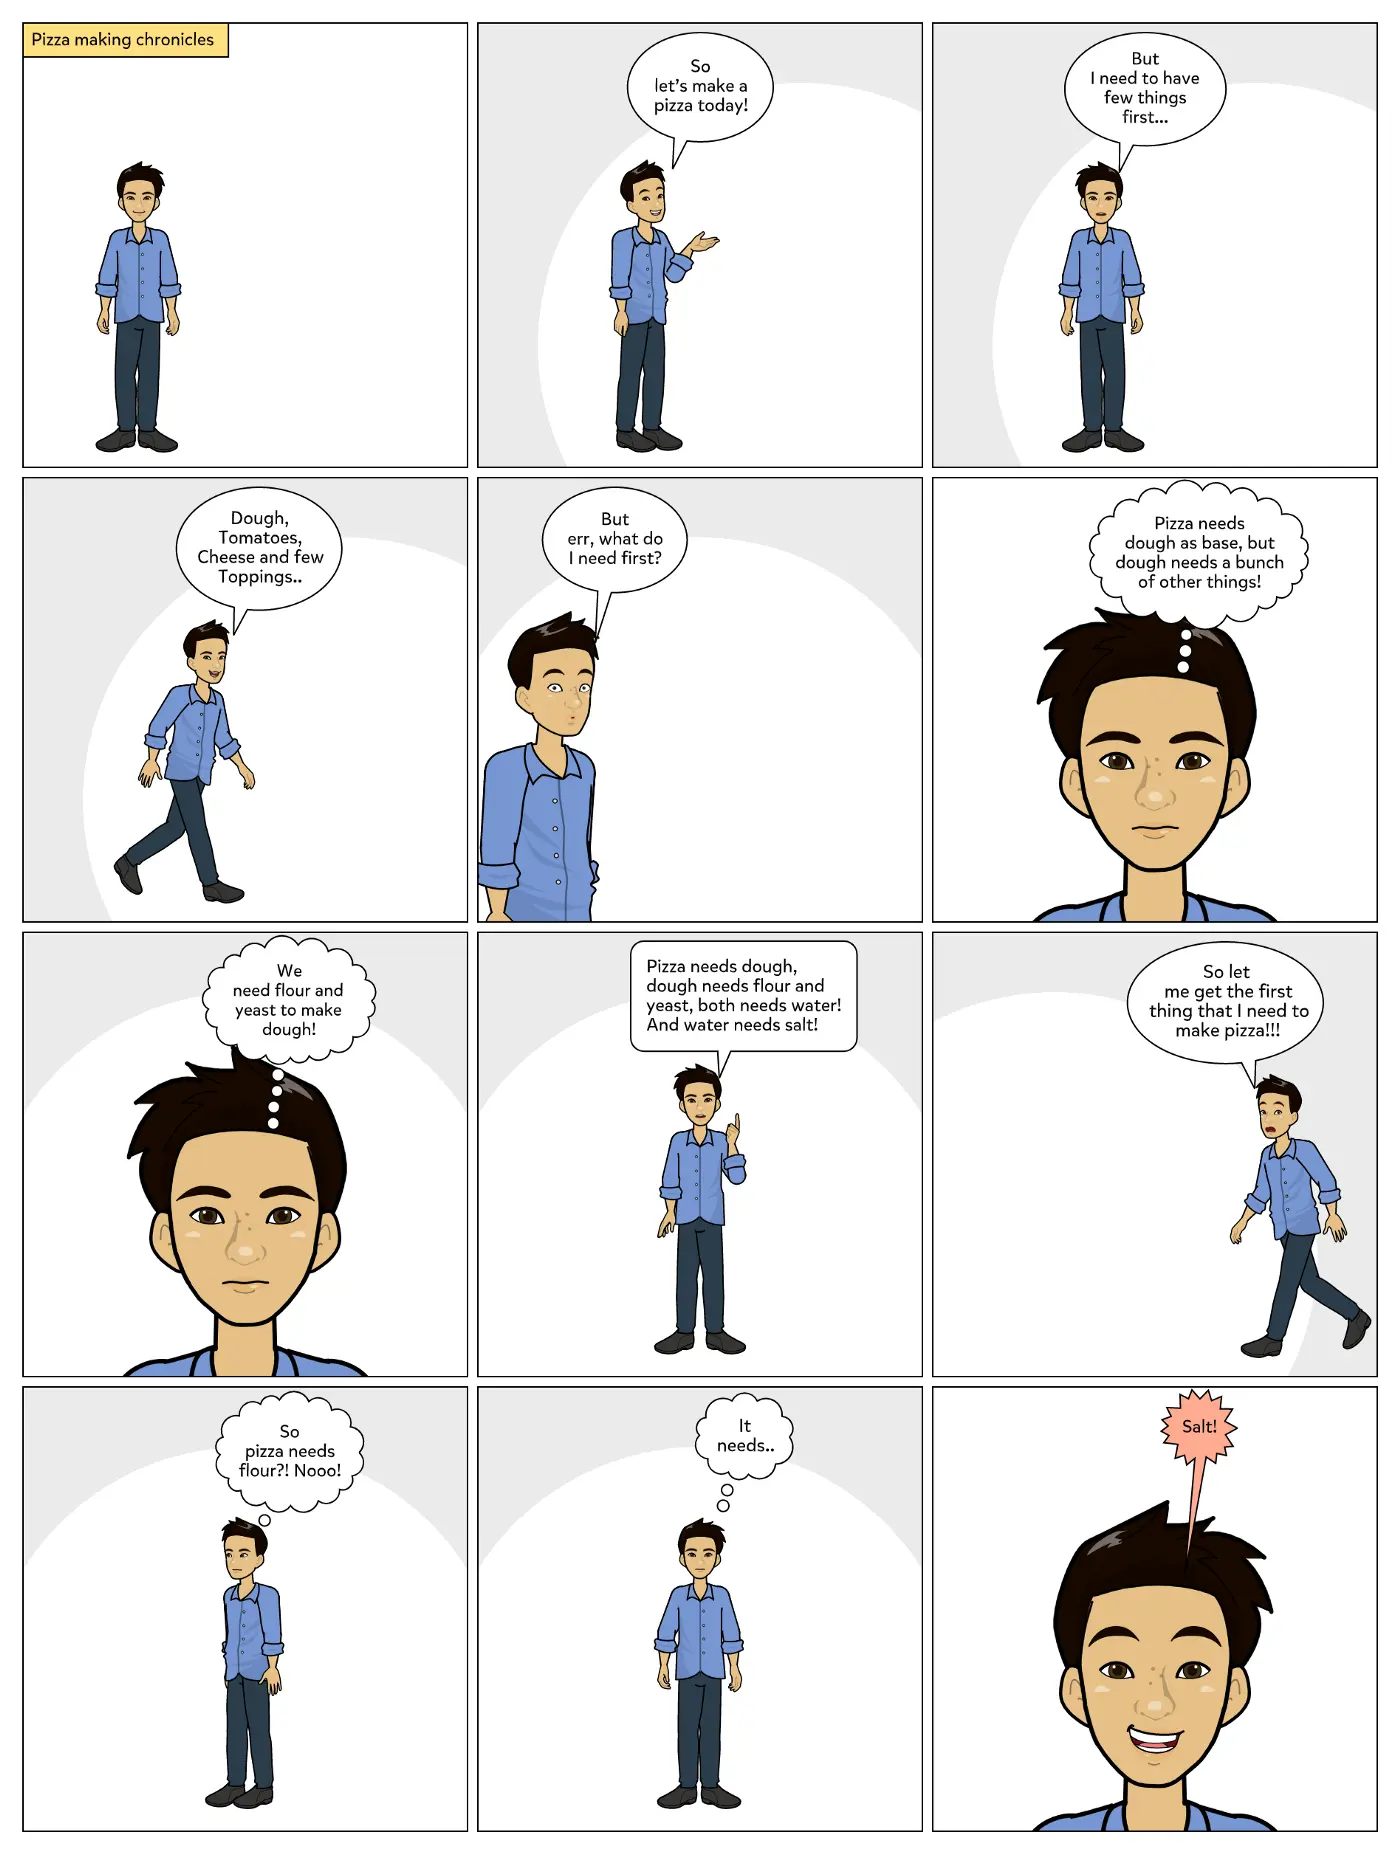 Pizza making chronicles
So
let's make a
pizza today!
But
I need to have
few things
first...
Dough,
Tomatoes,
Cheese and few
Toppings..
But
err, what do
I need first?
Pizza needs
dough as base, but
dough needs a bunch
of other things!
We
need flour and
yeast to make
dough!
Pizza needs dough,
dough needs flour and
yeast, both needs water!
And water needs salt!
So let
me get the first
thing that I need to
make pizza!!!
So
pizza needs
flour?! Nooo!
It
needs..
Salt!